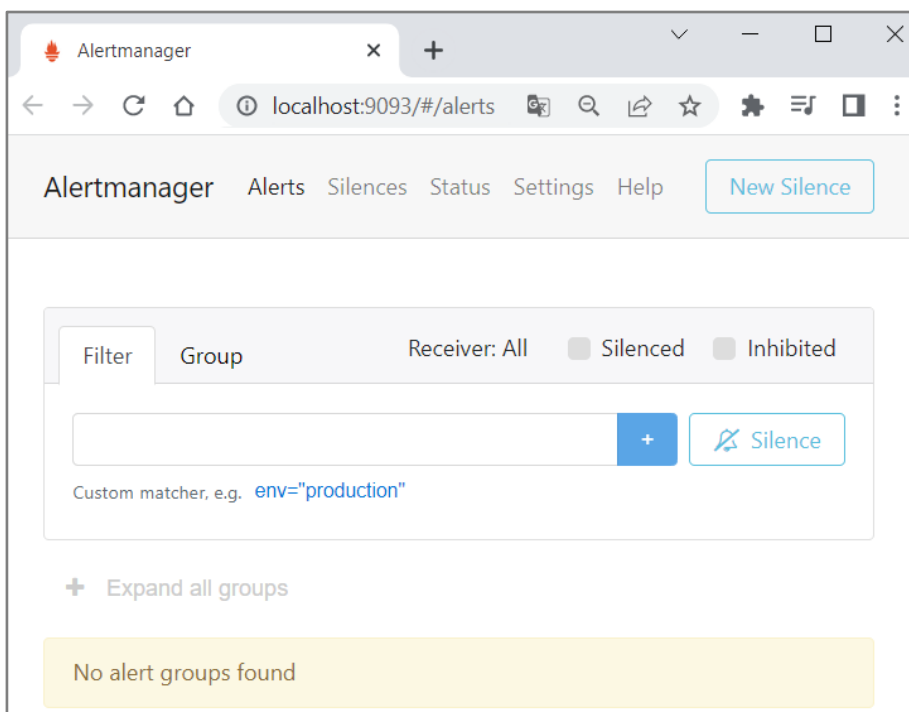 Alertmanager
localhost:9093/#/alerts
Alertmanager Alerts Silences Status Settings Help New Silence
Filter Group Receiver: All Silenced Inhibited
+ Silence
Custom matcher, e.g. env="production"
+ Expand all groups
No alert groups found